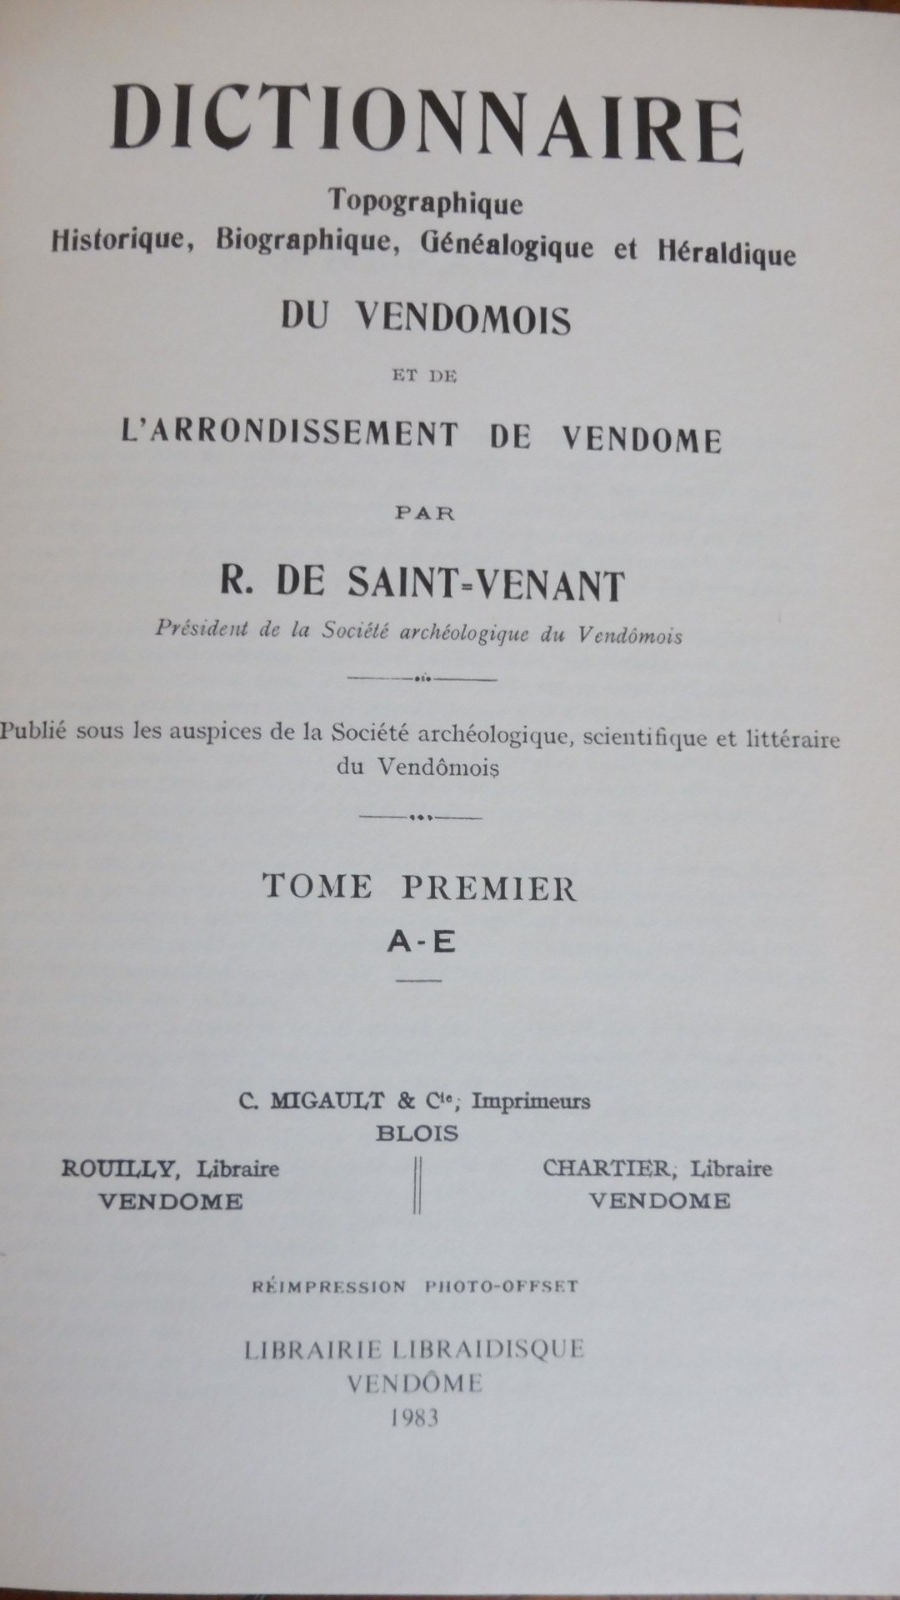 DICTIONNAIRE
Topographique
Historique, Biographique, Généalogique et Héraldique
DU VENDOMOIS
ET DE
L'ARRONDISSEMENT DE VENDOME
PAR
R. DE SAINT-VENANT
Président de la Société archéologique du Vendômois
Publié sous les auspices de la Société archéologique, scientifique et littéraire
du Vendômois
TOME PREMIER
A-E
C. MIGAULT & Cie, Imprimeurs
BLOIS
ROUILLY, Libraire
VENDOME
CHARTIER, Libraire
VENDOME
RÉIMPRESSION PHOTO-OFFSET
LIBRAIRIE LIBRAIDISQUE
VENDÔME
1983